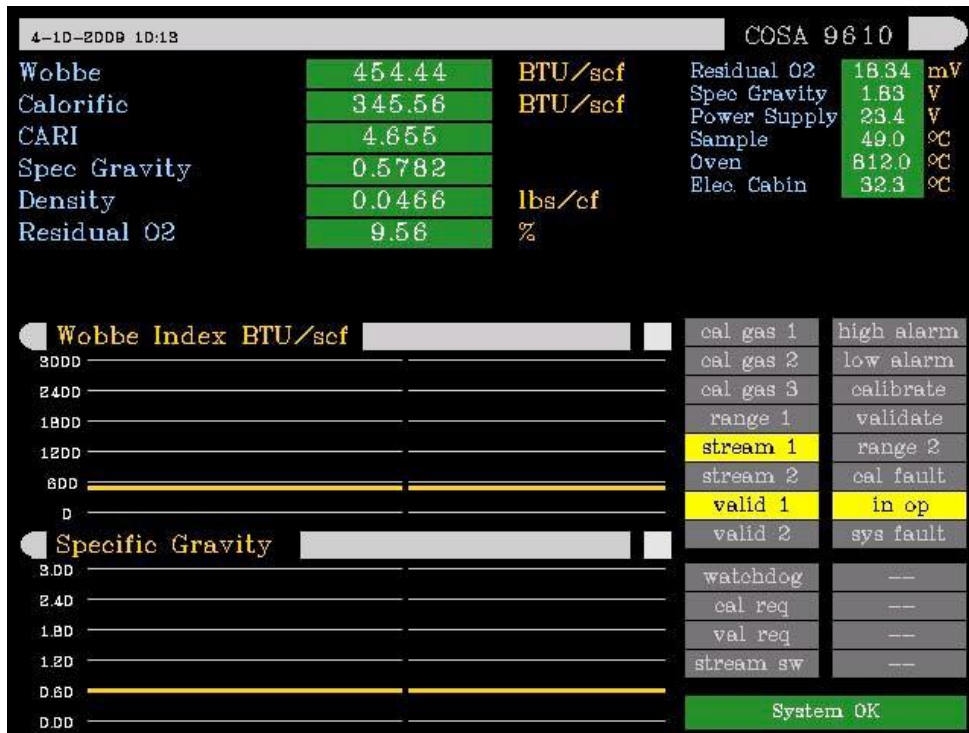 4-10-2009 10:13 COSA 9610
Wobbe 454.44 BTU/scf
Calorific 345.56 BTU/scf
CARI 4.655
Spec Gravity 0.5782
Density 0.0466 lbs/cf
Residual O2 9.56 %
Residual O2 18.34 mV
Spec Gravity 1.83 V
Power Supply 23.4 V
Sample 49.0 ºC
Oven 812.0 ºC
Elec. Cabin 32.3 ºC
Wobbe Index BTU/scf
3000
2400
1800
1200
600
0
Specific Gravity
3.00
2.40
1.80
1.20
0.60
0.00
cal gas 1 high alarm
cal gas 2 low alarm
cal gas 3 calibrate
range 1 validate
stream 1 range 2
stream 2 cal fault
valid 1 in op
valid 2 sys fault
watchdog --
cal req --
val req --
stream sw --
System OK